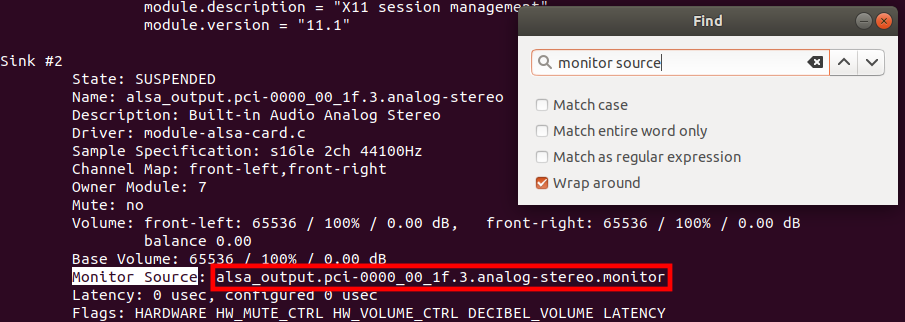 module.description = "X11 session management"
module.version = "11.1"
Sink #2
State: SUSPENDED
Name: alsa_output.pci-0000_00_1f.3.analog-stereo
Description: Built-in Audio Analog Stereo
Driver: module-alsa-card.c
Sample Specification: s16le 2ch 44100Hz
Channel Map: front-left,front-right
Owner Module: 7
Mute: no
Volume: front-left: 65536 / 100% / 0.00 dB,   front-right: 65536 / 100% / 0.00 dB
balance 0.00
Base Volume: 65536 / 100% / 0.00 dB
Monitor Source: alsa_output.pci-0000_00_1f.3.analog-stereo.monitor
Latency: 0 usec, configured 0 usec
Flags: HARDWARE HW_MUTE_CTRL HW_VOLUME_CTRL DECIBEL_VOLUME LATENCY
Find
monitor source
Match case
Match entire word only
Match as regular expression
Wrap around